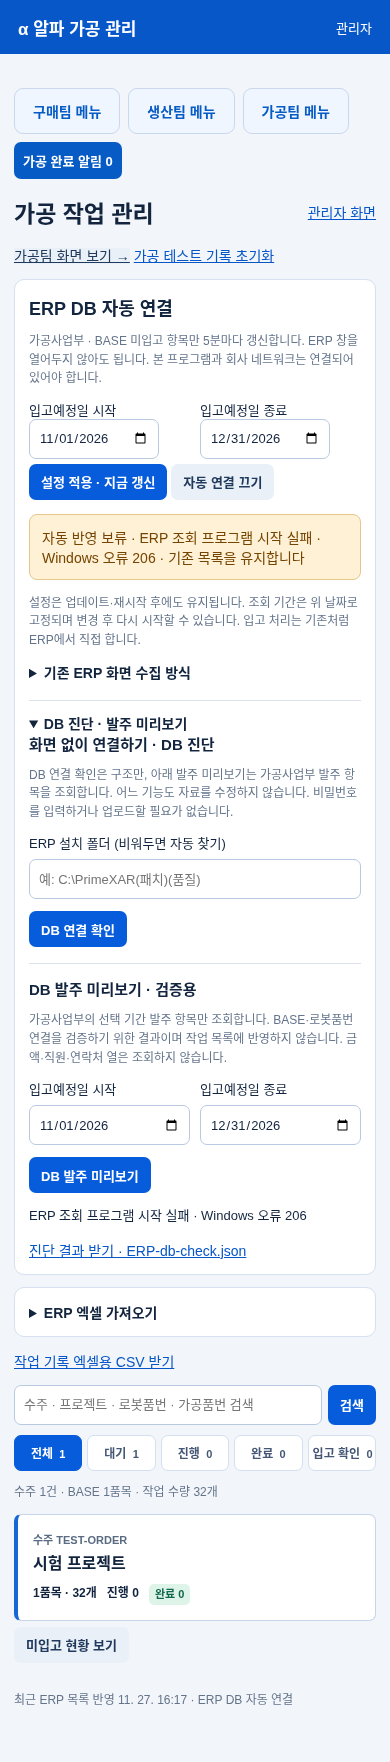 α 알파 가공 관리
관리자
구매팀 메뉴
생산팀 메뉴
가공팀 메뉴
가공 완료 알림 0
가공 작업 관리
관리자 화면
가공팀 화면 보기 → 가공 테스트 기록 초기화
ERP DB 자동 연결
가공사업부 · BASE 미입고 항목만 5분마다 갱신합니다. ERP 창을
열어두지 않아도 됩니다. 본 프로그램과 회사 네트워크는 연결되어
있어야 합니다.
입고예정일 시작
입고예정일 종료
11/01/2026
12/31/2026
설정 적용 · 지금 갱신
자동 연결 끄기
자동 반영 보류 · ERP 조회 프로그램 시작 실패 ·
Windows 오류 206 · 기존 목록을 유지합니다
설정은 업데이트·재시작 후에도 유지됩니다. 조회 기간은 위 날짜로
고정되며 변경 후 다시 시작할 수 있습니다. 입고 처리는 기존처럼
ERP에서 직접 합니다.
▶ 기존 ERP 화면 수집 방식
▼ DB 진단 · 발주 미리보기
화면 없이 연결하기 · DB 진단
DB 연결 확인은 구조만, 아래 발주 미리보기는 가공사업부 발주 항
목을 조회합니다. 어느 기능도 자료를 수정하지 않습니다. 비밀번호
를 입력하거나 업로드할 필요가 없습니다.
ERP 설치 폴더 (비워두면 자동 찾기)
예: C:\PrimeXAR(패치)(품질)
DB 연결 확인
DB 발주 미리보기 · 검증용
가공사업부의 선택 기간 발주 항목만 조회합니다. BASE·로봇품번
연결을 검증하기 위한 결과이며 작업 목록에 반영하지 않습니다. 금
액·직원·연락처 열은 조회하지 않습니다.
입고예정일 시작
입고예정일 종료
11/01/2026
12/31/2026
DB 발주 미리보기
ERP 조회 프로그램 시작 실패 · Windows 오류 206
진단 결과 받기 · ERP-db-check.json
▶ ERP 엑셀 가져오기
작업 기록 엑셀용 CSV 받기
수주 · 프로젝트 · 로봇품번 · 가공품번 검색
검색
전체 1
대기 1
진행 0
완료 0
입고 확인 0
수주 1건 · BASE 1품목 · 작업 수량 32개
수주 TEST-ORDER
시험 프로젝트
1품목 · 32개 진행 0 완료 0
미입고 현황 보기
최근 ERP 목록 반영 11. 27. 16:17 · ERP DB 자동 연결